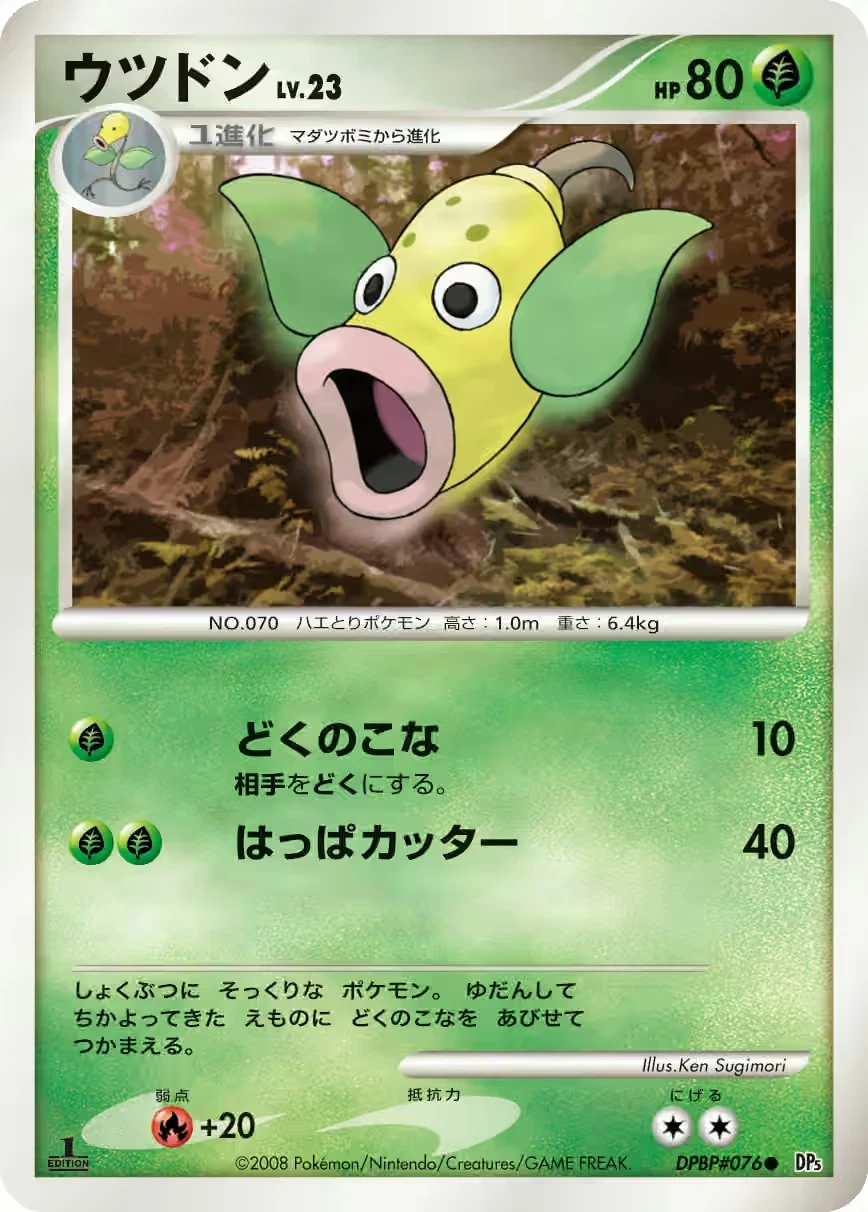 ウツドン LV.23 HP 80
1進化 マダツボミから進化
NO.070 ハエとりポケモン 高さ：1.0m 重さ：6.4kg
どくのこな 10
相手をどくにする。
はっぱカッター 40
しょくぶつに そっくりな ポケモン。 ゆだんして
ちかよってきた えものに どくのこなを あびせて
つかまえる。
Illus.Ken Sugimori
弱点 抵抗力 にげる
+20
1 EDITION ©2008 Pokémon/Nintendo/Creatures/GAME FREAK. DPBP#076● DP5